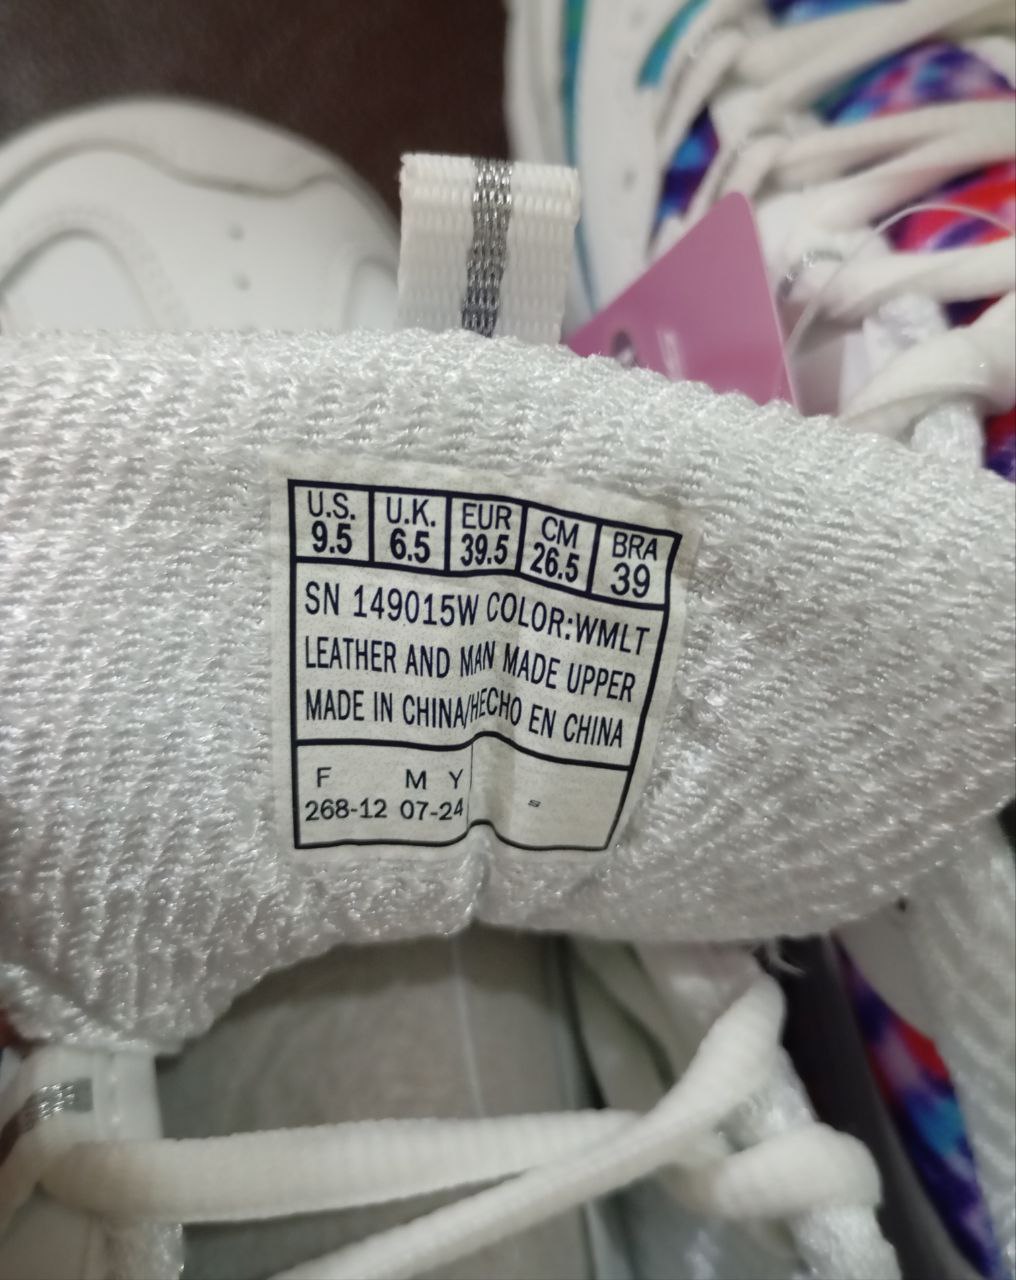 U.S. U.K. EUR CM BRA
9.5 6.5 39.5 26.5 39
SN 149015W COLOR:WMLT
LEATHER AND MAN MADE UPPER
MADE IN CHINA/HECHO EN CHINA
F M Y
268-12 07-24